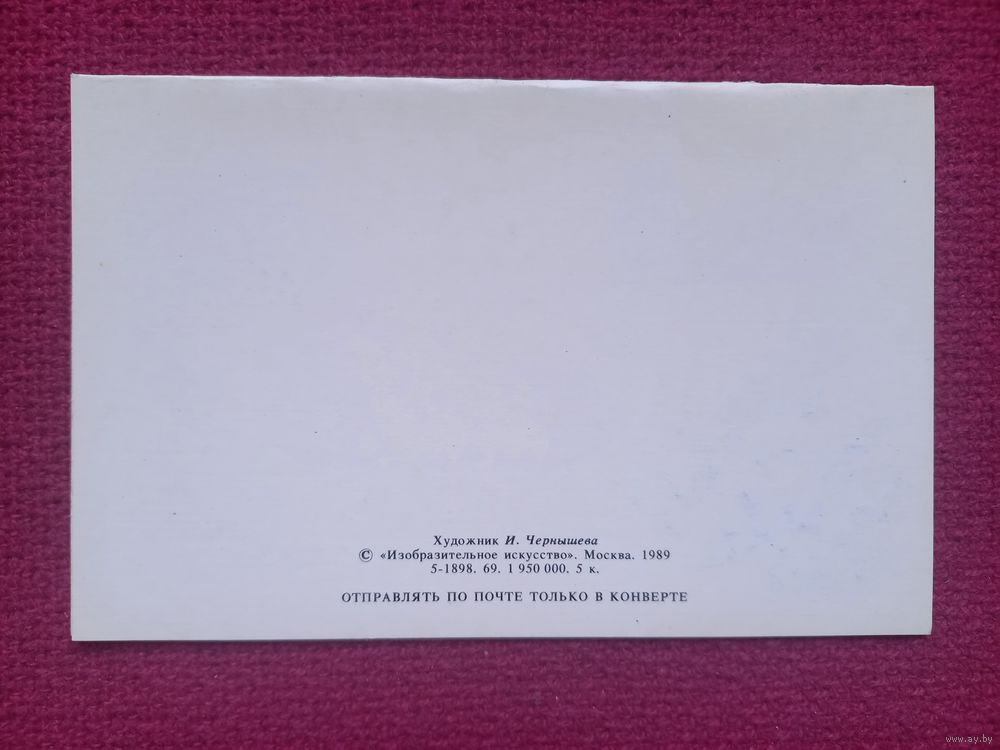 Художник И. Чернышева
© «Изобразительное искусство». Москва. 1989
5-1898. 69. 1 950 000. 5 к.
ОТПРАВЛЯТЬ ПО ПОЧТЕ ТОЛЬКО В КОНВЕРТЕ
www.ay.by